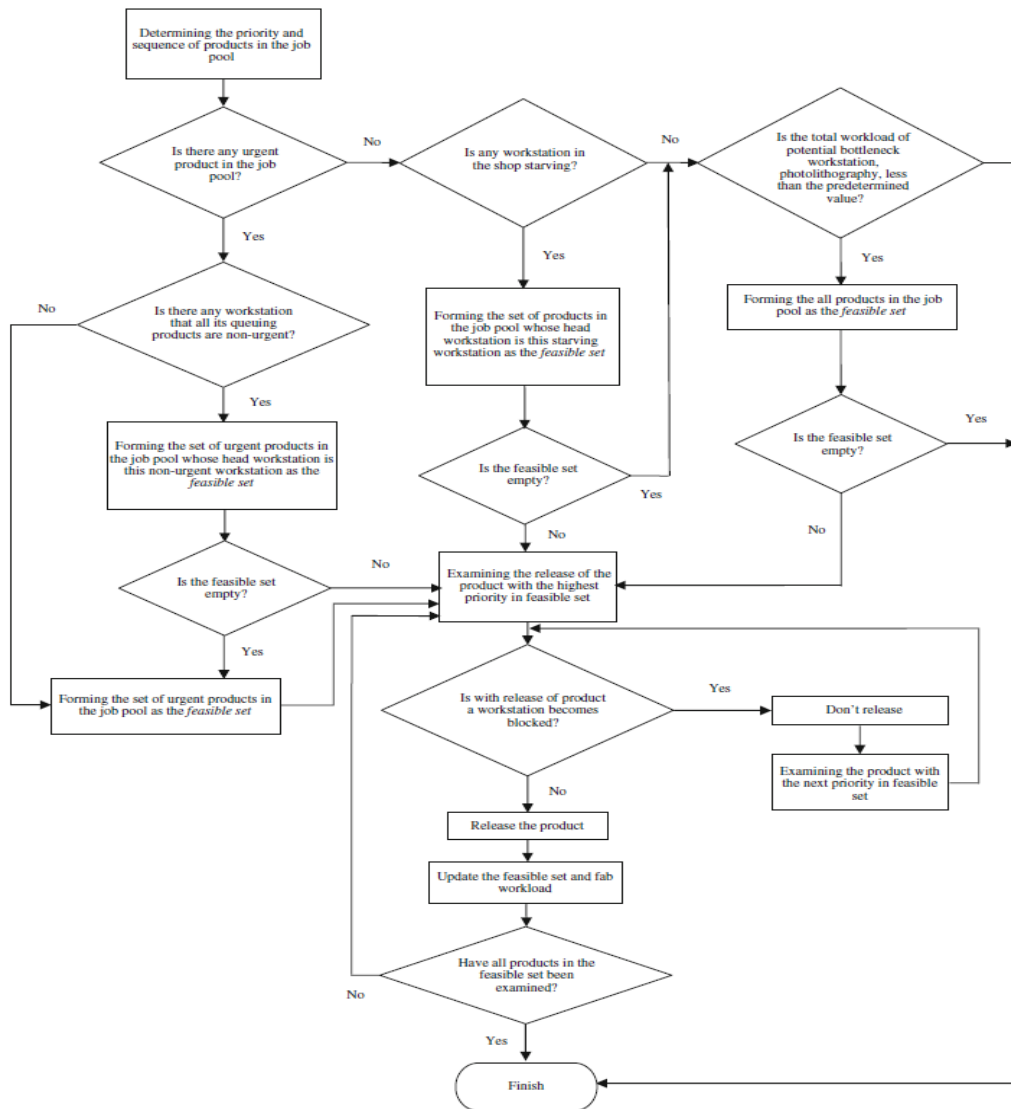 Determining the priority and
sequence of products in the job
pool
Is there any urgent
product in the job
pool?
No
Is any workstation in
the shop starving?
No
Is the total workload of
potential bottleneck
workstation,
photolithography, less
than the predetermined
value?
Yes
Yes
Yes
No
Is there any workstation
that all its queuing
products are non-urgent?
Forming the set of products in
the job pool whose head
workstation is this starving
workstation as the feasible set
Forming the all products in the job
pool as the feasible set
Yes
Forming the set of urgent products in
the job pool whose head workstation is
this non-urgent workstation as the
feasible set
Is the feasible set
empty?
Yes
Is the feasible set
empty?
Yes
No
No
Is the feasible set
empty?
No
Examining the release of the
product with the highest
priority in feasible set
Yes
Forming the set of urgent products in
the job pool as the feasible set
Is with release of product
a workstation becomes
blocked?
Yes
Don't release
Examining the product with
the next priority in feasible
set
No
Release the product
Update the feasible set and fab
workload
Have all products in the
feasible set been
examined?
No
Yes
Finish